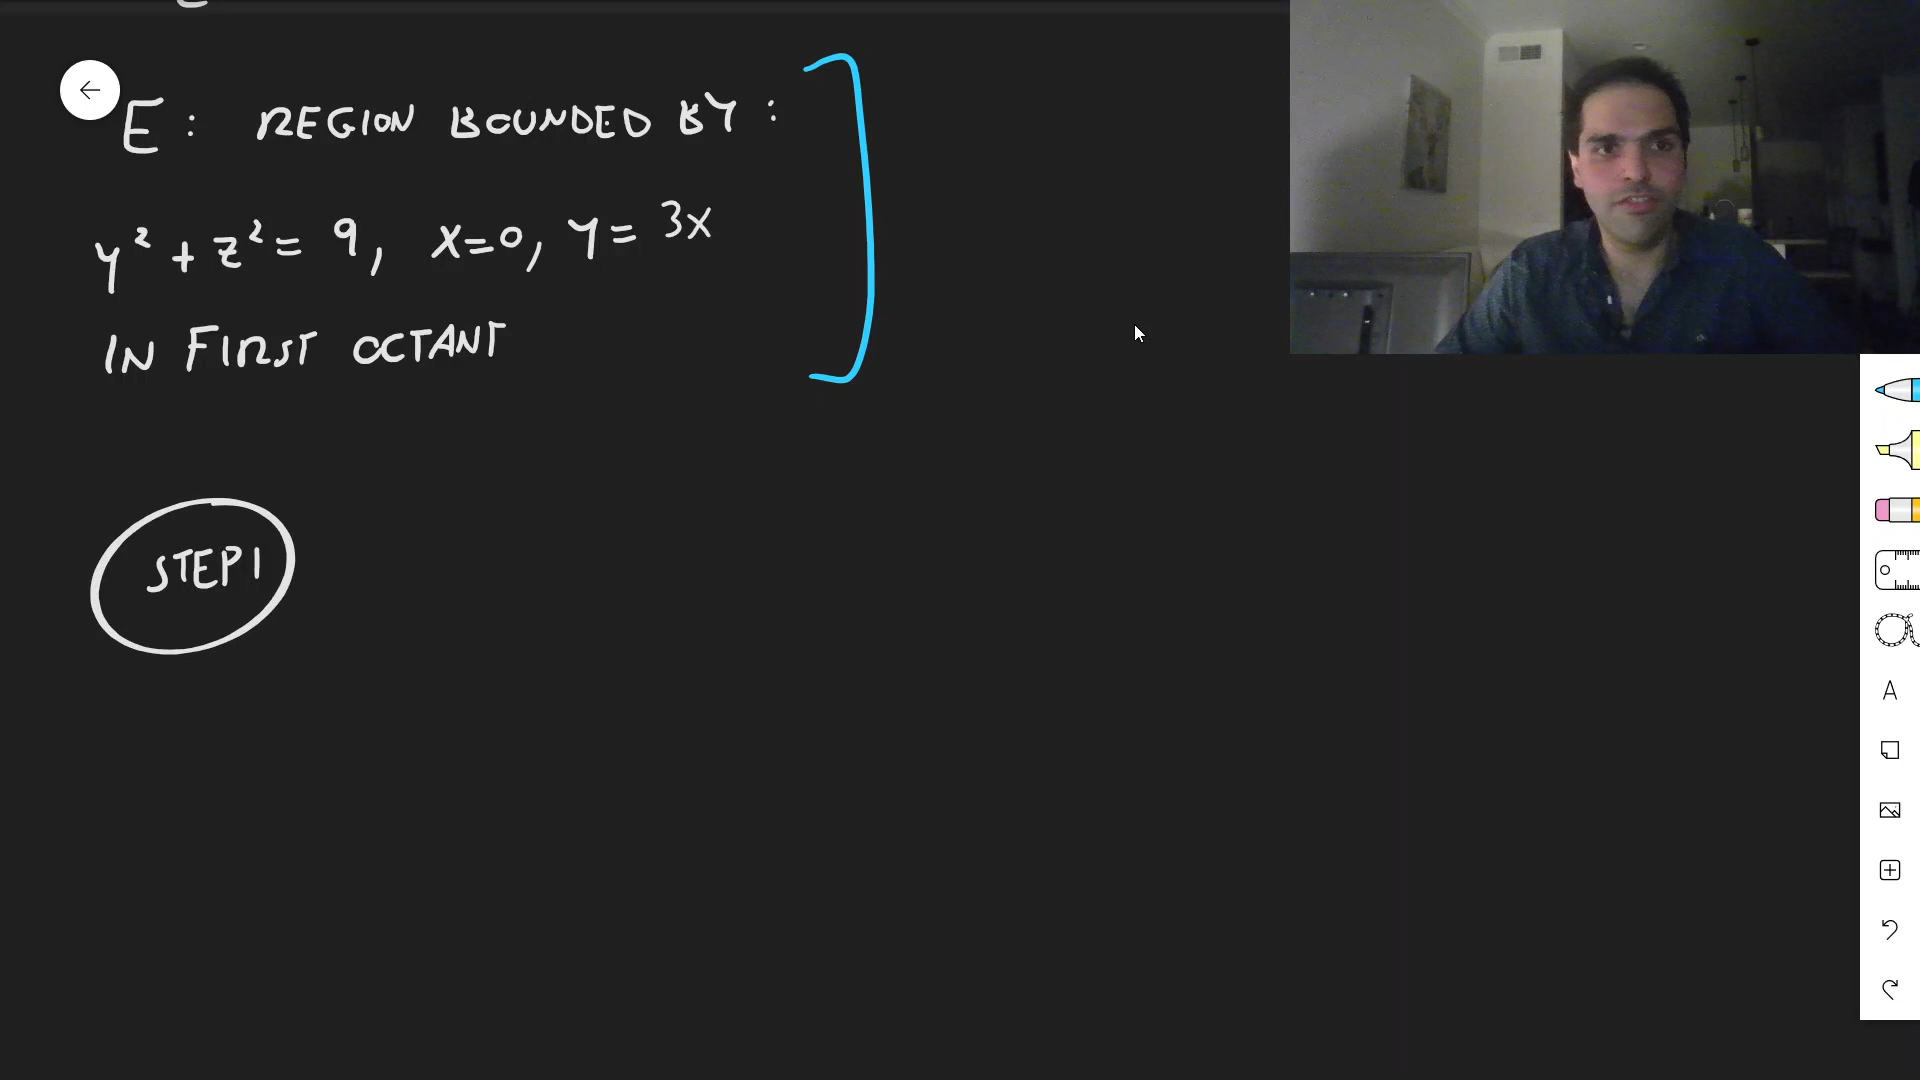 E: REGION BOUNDED BY:
y² + z² = 9, x=0, y= 3x
IN FIRST OCTANT
STEP 1
A